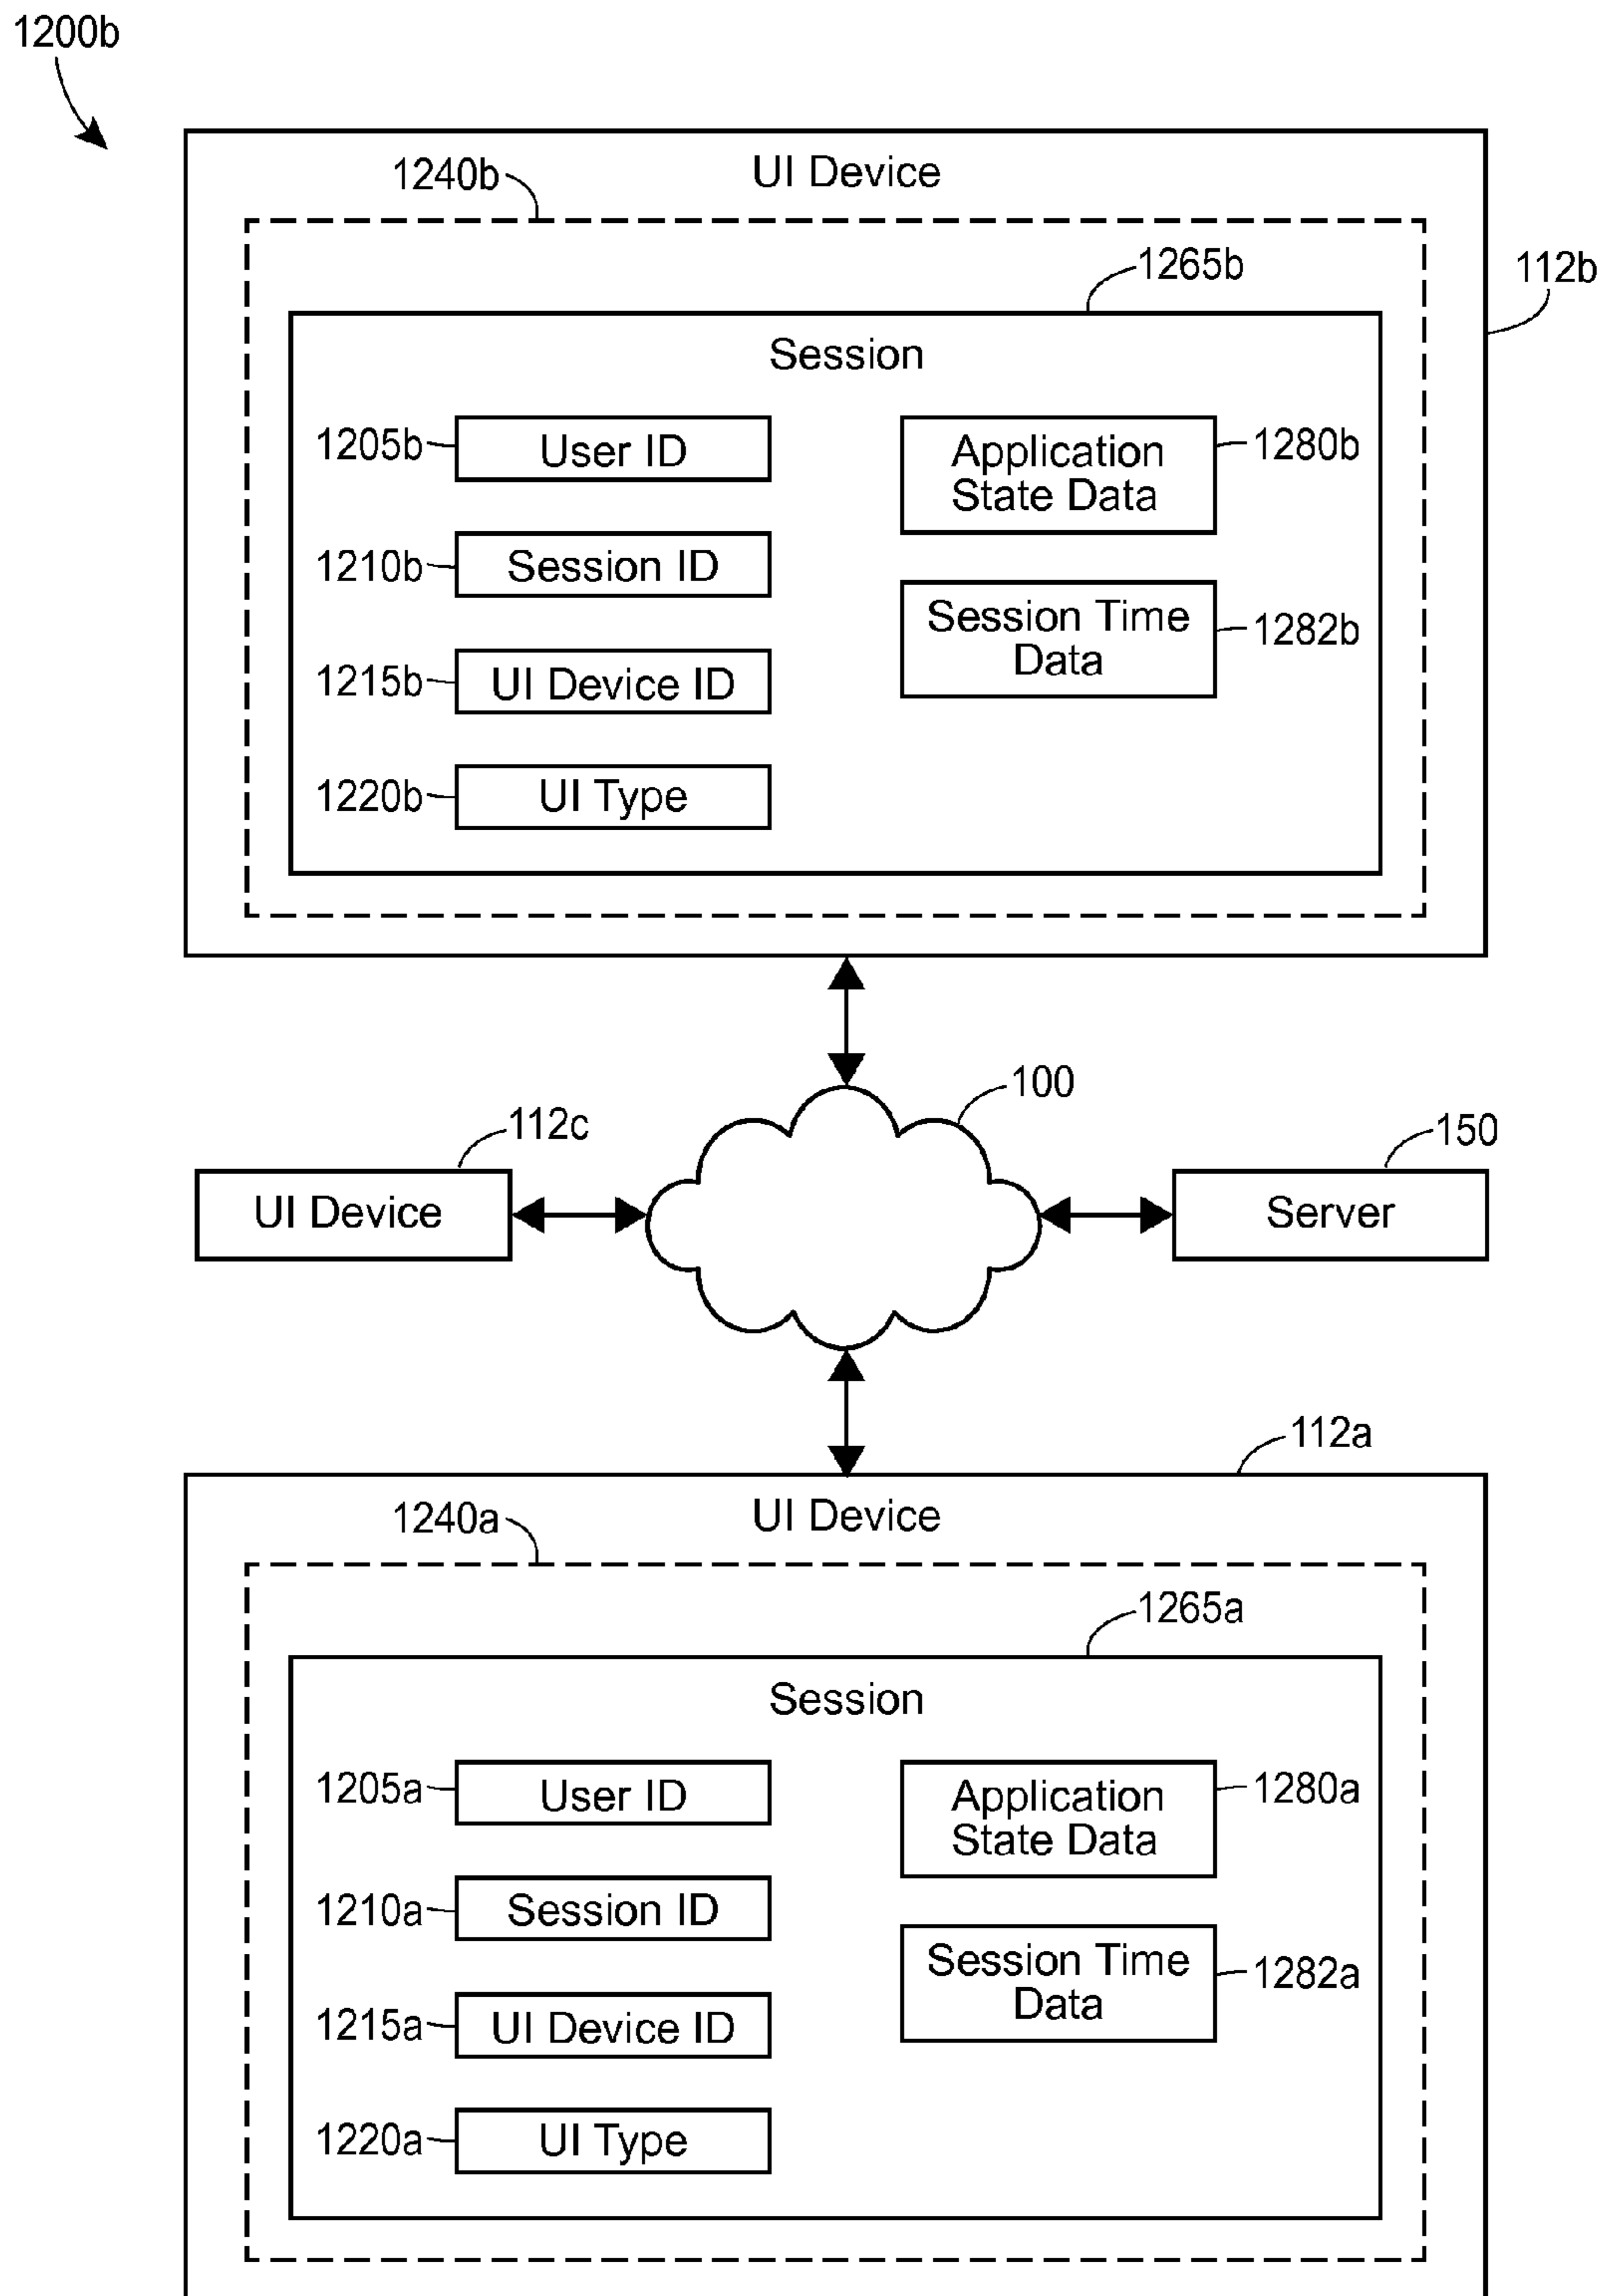 1200b
UI Device
1240b
1265b
112b
Session
1205b
User ID
Application
State Data
1280b
1210b
Session ID
Session Time
Data
1282b
1215b
UI Device ID
1220b
UI Type
100
112c
150
UI Device
Server
112a
UI Device
1240a
1265a
Session
1205a
User ID
Application
State Data
1280a
1210a
Session ID
Session Time
Data
1282a
1215a
UI Device ID
1220a
UI Type